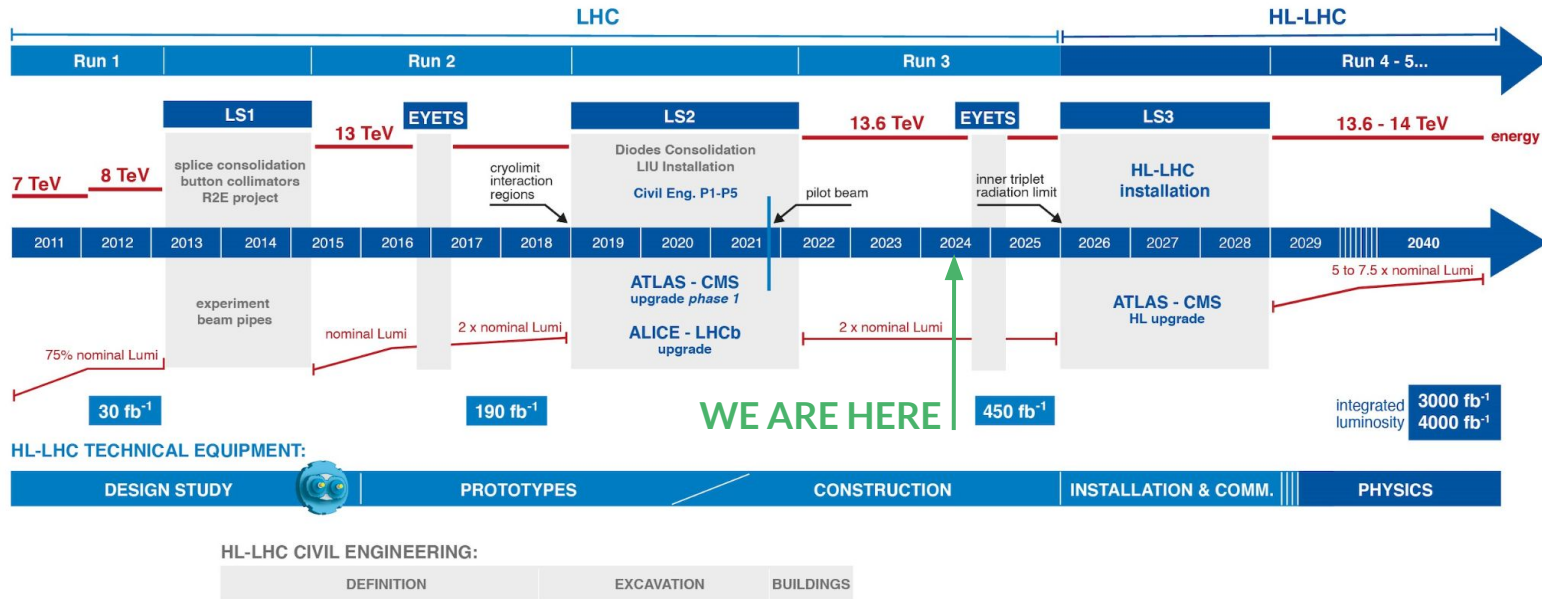 LHC
HL-LHC
Run 1
Run 2
Run 3
Run 4 - 5...
LS1
EYETS
LS2
EYETS
LS3
7 TeV
8 TeV
13 TeV
13.6 TeV
13.6 - 14 TeV
energy
splice consolidation
button collimators
R2E project
cryolimit
interaction
regions
Diodes Consolidation
LIU Installation
Civil Eng. P1-P5
pilot beam
inner triplet
radiation limit
HL-LHC
installation
2011 2012 2013 2014 2015 2016 2017 2018 2019 2020 2021 2022 2023 2024 2025 2026 2027 2028 2029 2040
experiment
beam pipes
75% nominal Lumi
nominal Lumi
2 x nominal Lumi
ATLAS - CMS
upgrade phase 1
ALICE - LHCb
upgrade
2 x nominal Lumi
ATLAS - CMS
HL upgrade
5 to 7.5 x nominal Lumi
30 fb⁻¹
190 fb⁻¹
WE ARE HERE
450 fb⁻¹
integrated
luminosity
3000 fb⁻¹
4000 fb⁻¹
HL-LHC TECHNICAL EQUIPMENT:
DESIGN STUDY
PROTOTYPES
CONSTRUCTION
INSTALLATION & COMM.
PHYSICS
HL-LHC CIVIL ENGINEERING:
DEFINITION
EXCAVATION
BUILDINGS